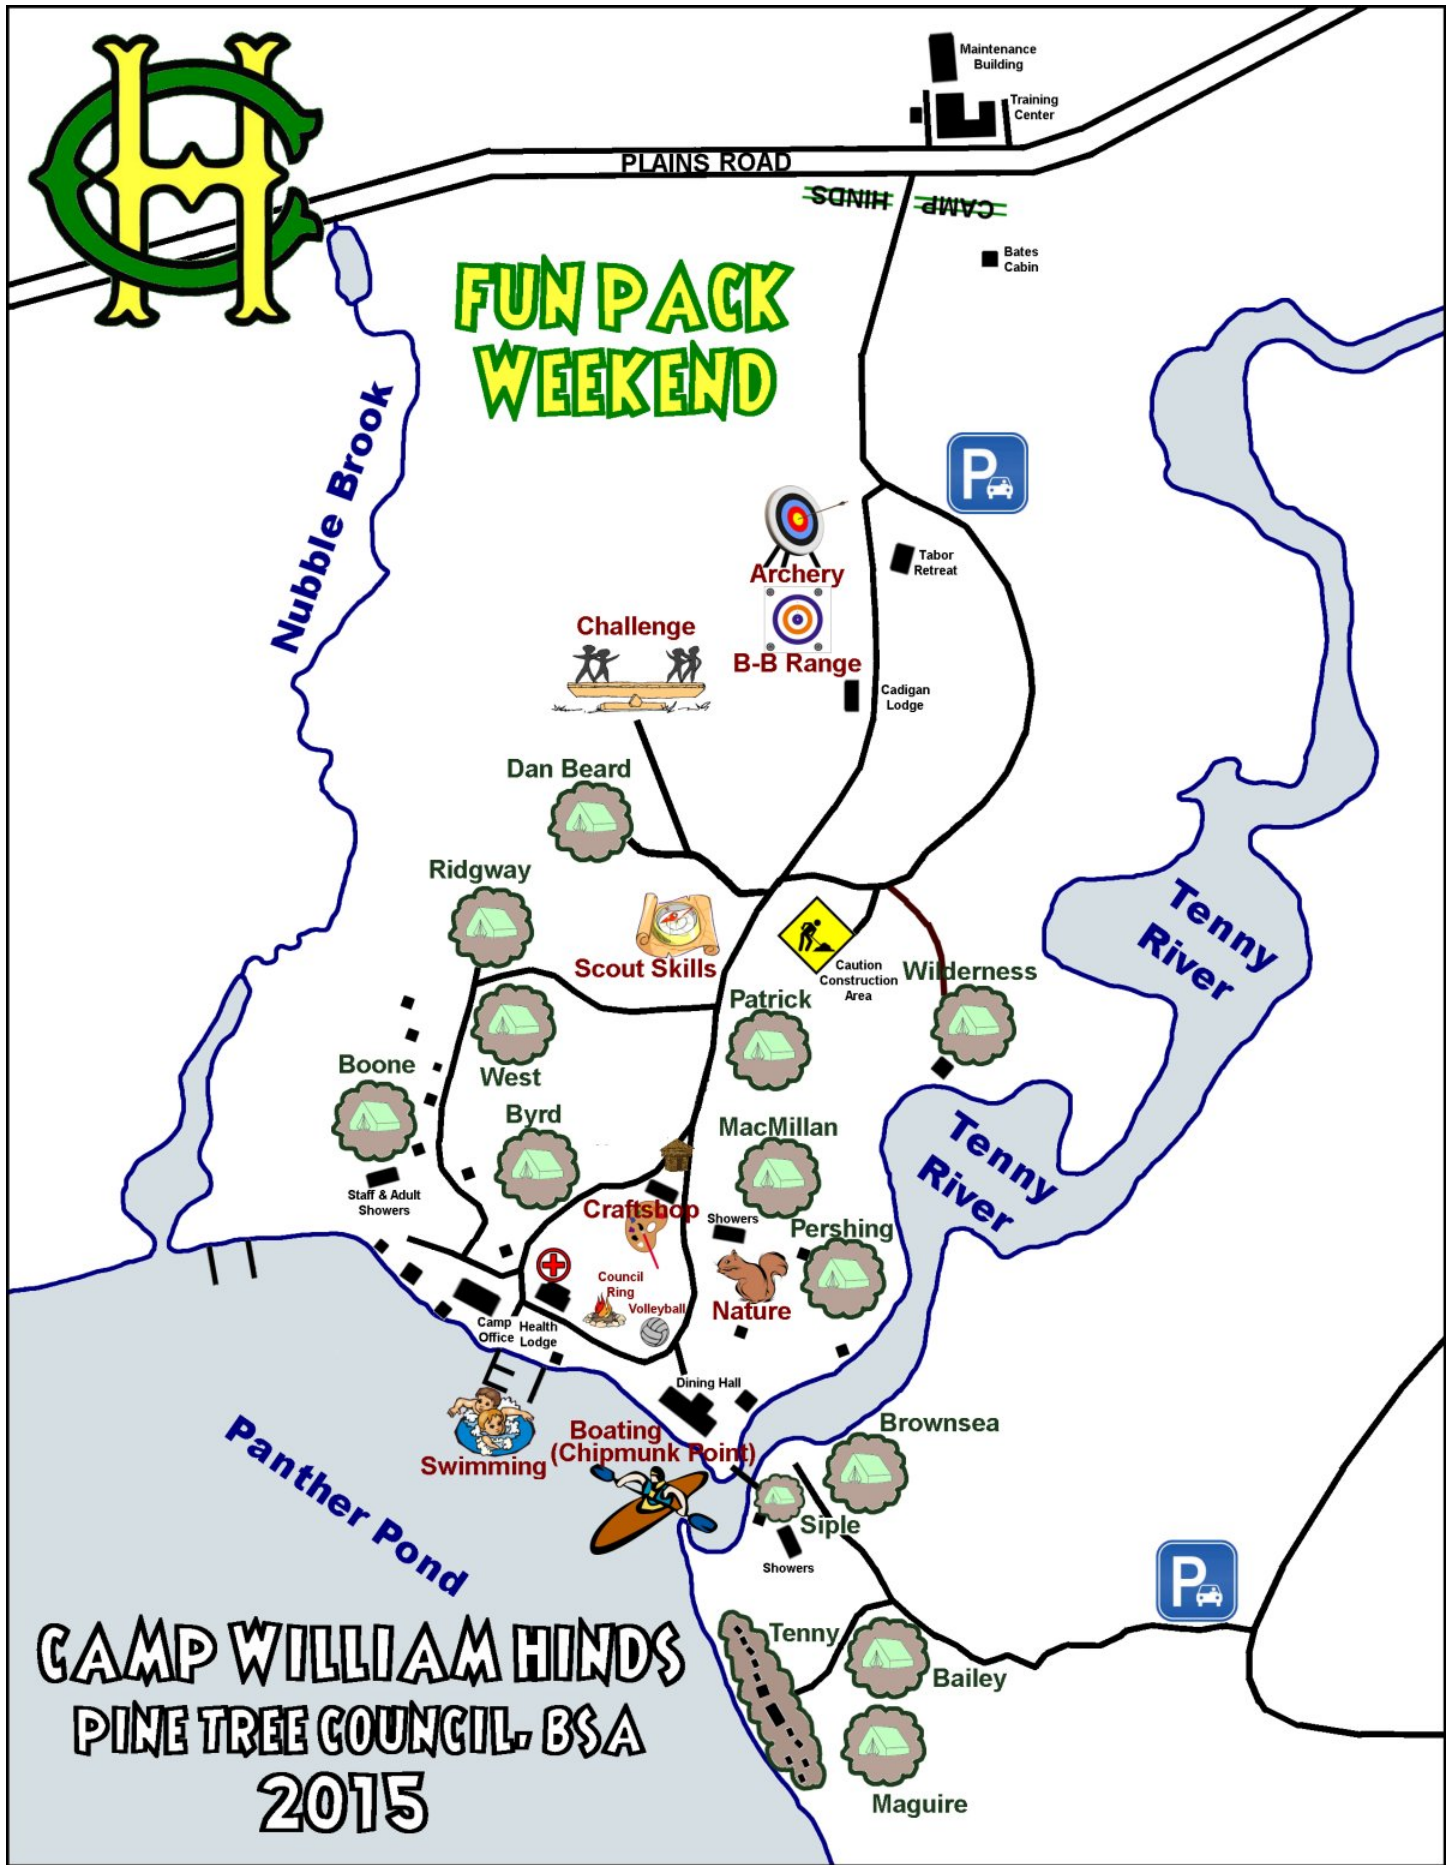 CH
Maintenance
Building
Training
Center
PLAINS ROAD
CAMP HINDS
Bates
Cabin
FUN PACK
WEEKEND
Nubble Brook
P
Tabor
Retreat
Archery
Challenge
B-B Range
Cadigan
Lodge
Dan Beard
Ridgway
Tenny
River
Scout Skills
Caution
Construction
Area
Wilderness
Patrick
Boone
West
Byrd
MacMillan
Tenny
River
Staff & Adult
Showers
Craftshop
Showers
Pershing
Council
Ring
Volleyball
Nature
Camp
Office
Health
Lodge
Dining Hall
Boating
(Chipmunk Point)
Swimming
Brownsea
Panther Pond
Siple
Showers
P
Tenny
Bailey
Maguire
CAMP WILLIAM HINDS
PINE TREE COUNCIL, BSA
2015